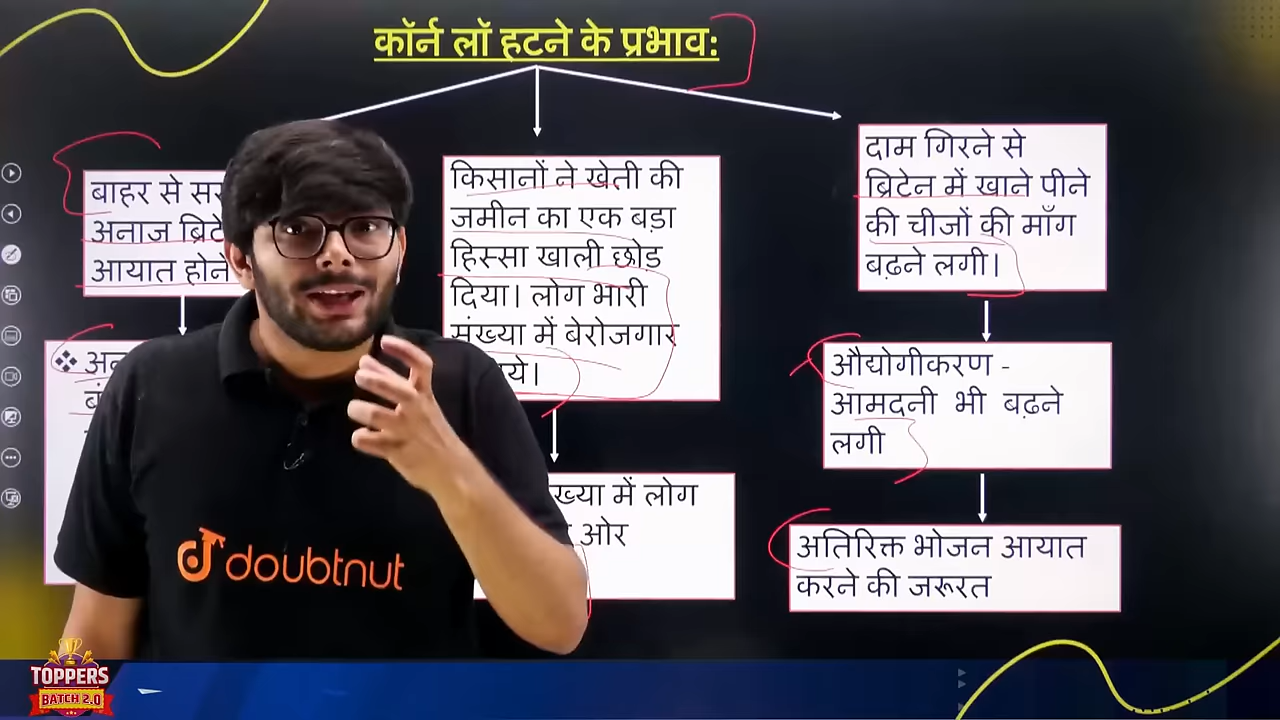 कॉर्न लॉ हटने के प्रभाव:
बाहर से
अनाज
आयात होने
किसानों ने खेती की
जमीन का एक बड़ा
हिस्सा खाली छोड़
दिया। लोग भारी
संख्या में बेरोजगार
में लोग
ओर
दाम गिरने से
ब्रिटेन में खाने पीने
की चीजों की माँग
बढ़ने लगी।
औद्योगीकरण -
आमदनी भी बढ़ने
लगी
अतिरिक्त भोजन आयात
करने की जरूरत
doubtnut
TOPPERS
BATCH 2.0